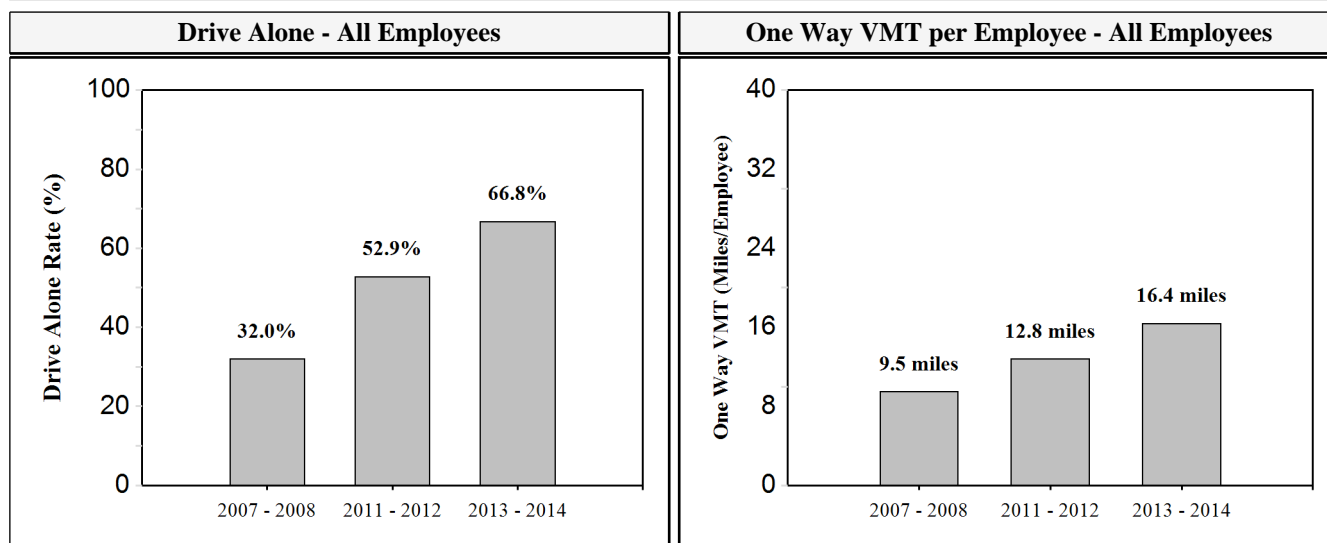 Drive Alone - All Employees
One Way VMT per Employee - All Employees
Drive Alone Rate (%)
100
80
60
40
20
0
32.0%
52.9%
66.8%
2007 - 2008
2011 - 2012
2013 - 2014
One Way VMT (Miles/Employee)
40
32
24
16
8
0
9.5 miles
12.8 miles
16.4 miles
2007 - 2008
2011 - 2012
2013 - 2014